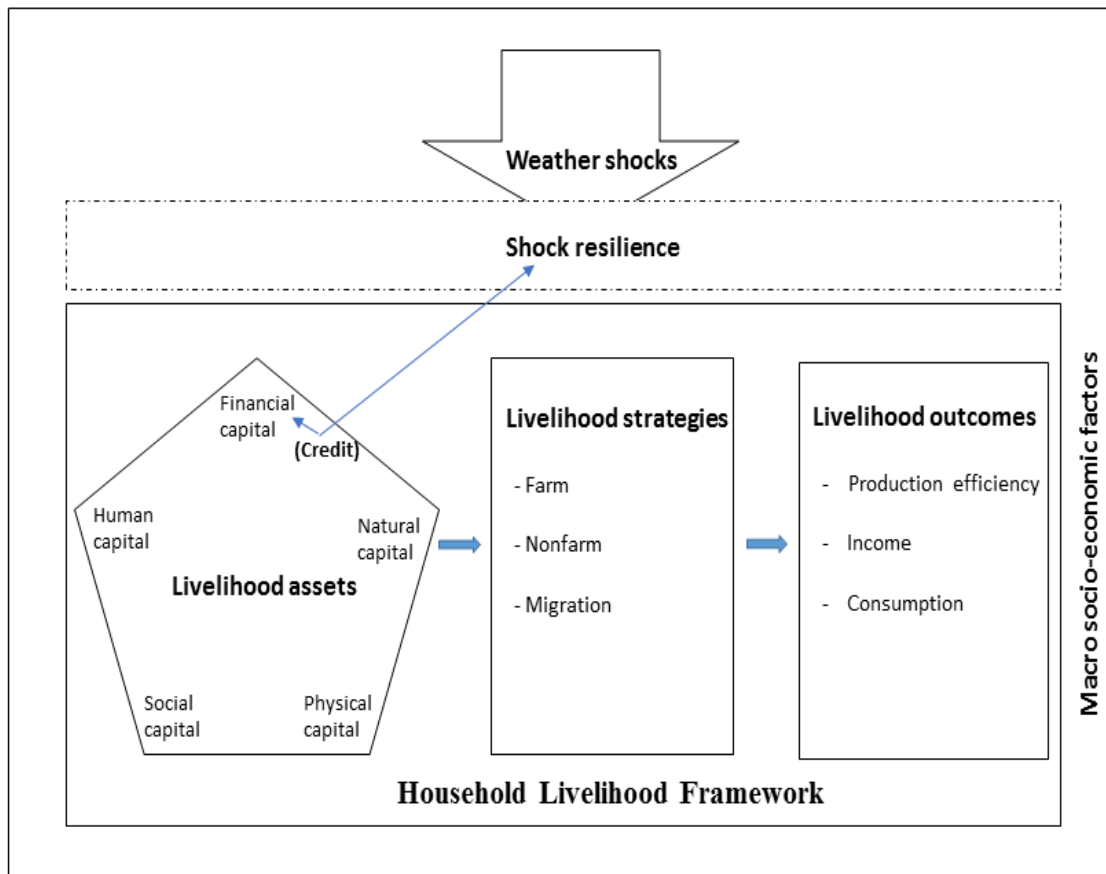 Weather shocks
Shock resilience
Financial
capital
(Credit)
Human
capital
Natural
capital
Livelihood assets
Social
capital
Physical
capital
Livelihood strategies
- Farm
- Nonfarm
- Migration
Livelihood outcomes
- Production efficiency
- Income
- Consumption
Household Livelihood Framework
Macro socio-economic factors